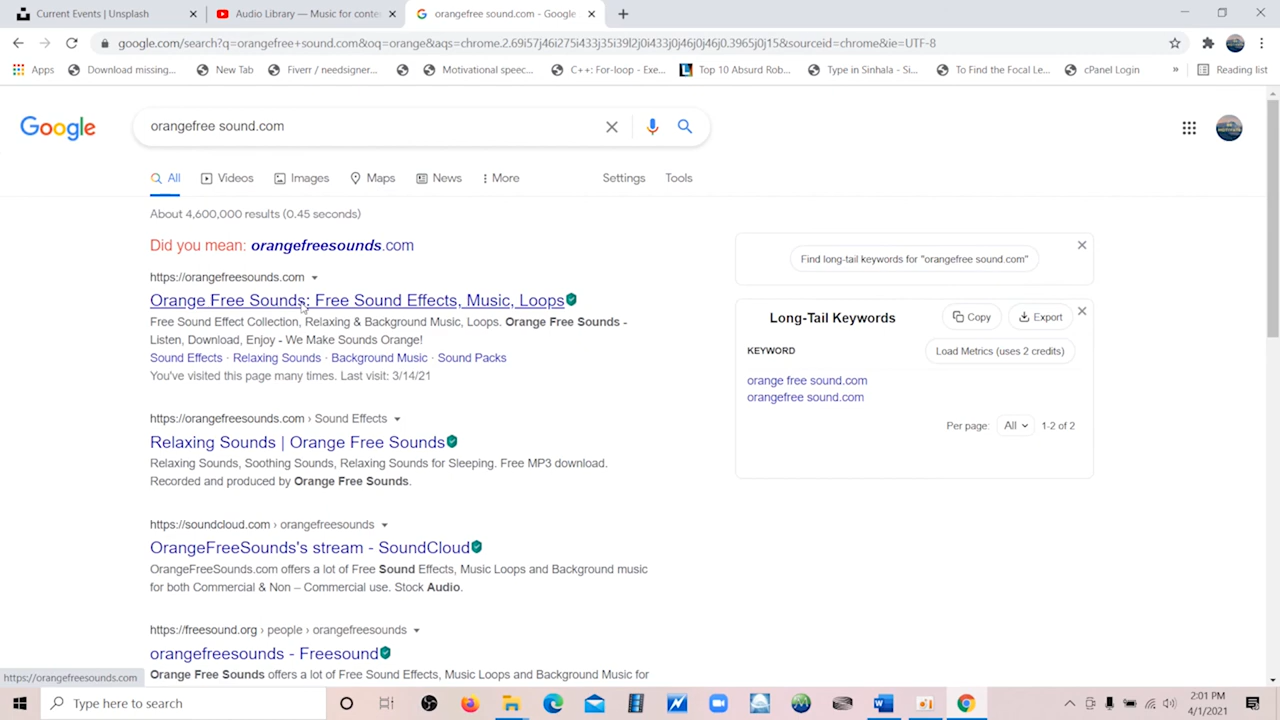 Current Events | Unsplash
Audio Library — Music for conte
orangefree sound.com - Google
google.com/search?q=orangefree+sound.com&oq=orange&aqs=chrome.2.69i57j46i275i433j35i39l2j0i433j0j46j0j46j0.3965j0j15&sourceid=chrome&ie=UTF-8
Apps
Download missing...
New Tab
Fiverr / needsigner...
Motivational speec...
C++: For-loop - Exe...
Top 10 Absurd Rob...
Type in Sinhala - Si...
To Find the Focal Le...
cPanel Login
»
Reading list
Google
orangefree sound.com
All
Videos
Images
Maps
News
More
Settings
Tools
About 4,600,000 results (0.45 seconds)
Did you mean: orangefreesounds.com
https://orangefreesounds.com
Orange Free Sounds: Free Sound Effects, Music, Loops
Free Sound Effect Collection, Relaxing & Background Music, Loops. Orange Free Sounds -
Listen, Download, Enjoy - We Make Sounds Orange!
Sound Effects · Relaxing Sounds · Background Music · Sound Packs
You've visited this page many times. Last visit: 3/14/21
https://orangefreesounds.com › Sound Effects
Relaxing Sounds | Orange Free Sounds
Relaxing Sounds, Soothing Sounds, Relaxing Sounds for Sleeping. Free MP3 download.
Recorded and produced by Orange Free Sounds.
https://soundcloud.com › orangefreesounds
OrangeFreeSounds's stream - SoundCloud
OrangeFreeSounds.com offers a lot of Free Sound Effects, Music Loops and Background music
for both Commercial & Non – Commercial use. Stock Audio.
https://freesound.org › people › orangefreesounds
orangefreesounds - Freesound
Orange Free Sounds offers a lot of Free Sound Effects, Music Loops and Background Music for
Find long-tail keywords for "orangefree sound.com"
Long-Tail Keywords
Copy
Export
KEYWORD
Load Metrics (uses 2 credits)
orange free sound.com
orangefree sound.com
Per page:
All
1-2 of 2
https://orangefreesounds.com
Type here to search
2:01 PM
4/1/2021